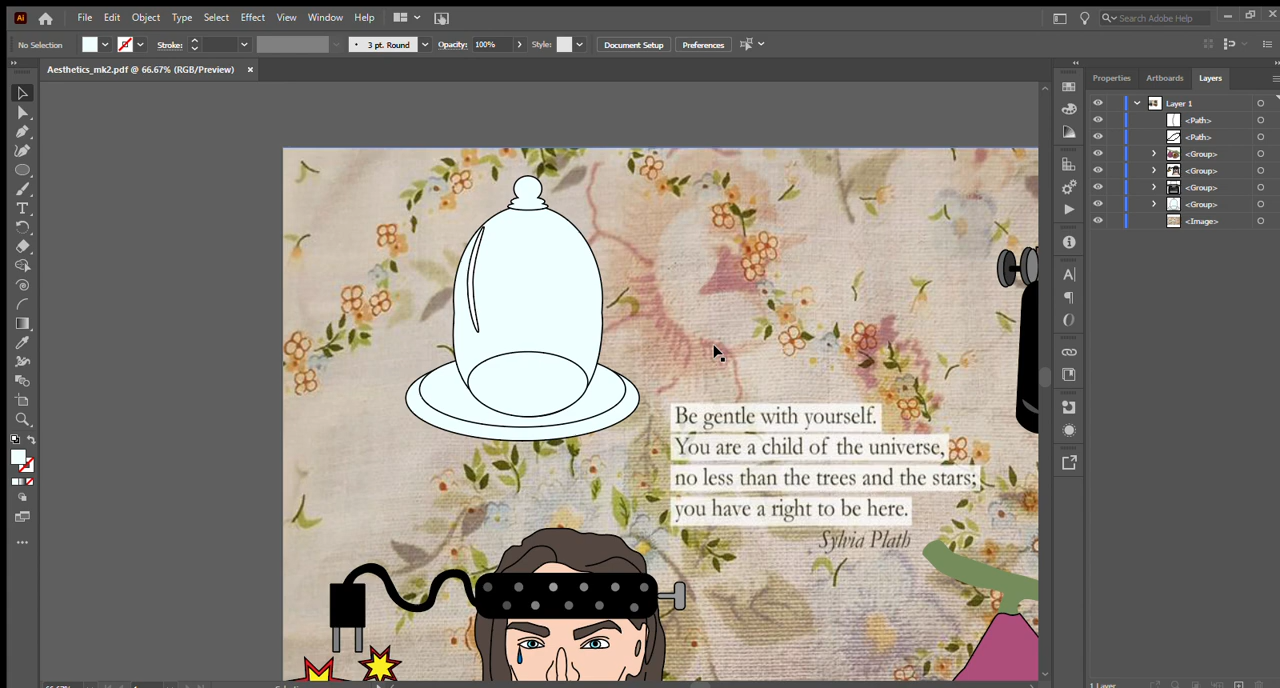 Ai File Edit Object Type Select Effect View Window Help Search Adobe Help
No Selection Stroke: 3 pt. Round Opacity: 100% Style: Document Setup Preferences
Aesthetics_mk2.pdf @ 66.67% (RGB/Preview) ×
Properties Artboards Layers
Layer 1
<Path>
<Path>
<Group>
<Group>
<Group>
<Group>
<Image>
Be gentle with yourself.
You are a child of the universe,
no less than the trees and the stars;
you have a right to be here.
Sylvia Plath
1 Layer